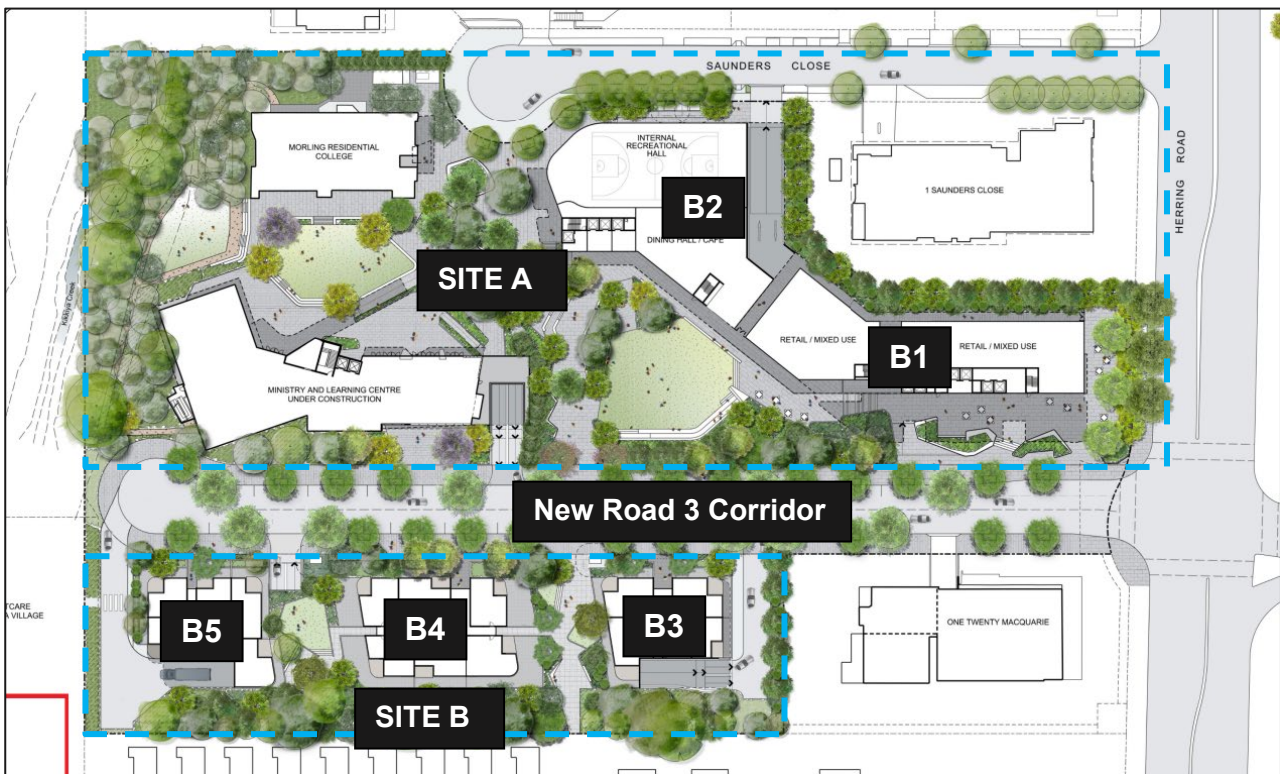 SAUNDERS CLOSE
HERRING ROAD
MORLING RESIDENTIAL
COLLEGE
INTERNAL
RECREATIONAL
HALL
1 SAUNDERS CLOSE
B2
DINING HALL / CAFE
SITE A
RETAIL / MIXED USE
B1
RETAIL / MIXED USE
MINISTRY AND LEARNING CENTRE
UNDER CONSTRUCTION
New Road 3 Corridor
TCARE
A VILLAGE
B5
B4
B3
ONE TWENTY MACQUARIE
SITE B